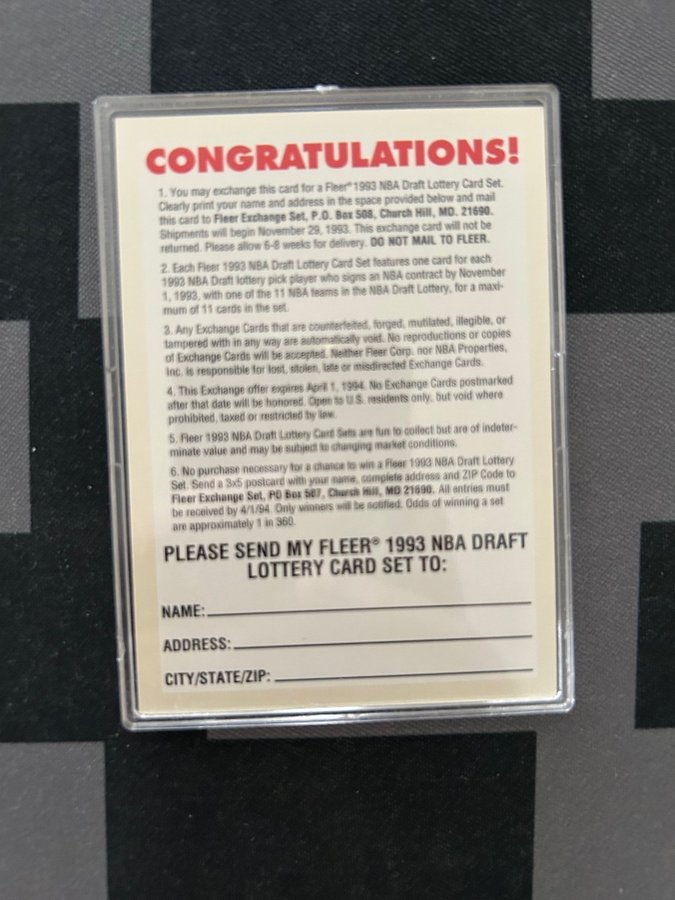 CONGRATULATIONS!
1. You may exchange this card for a Fleer® 1993 NBA Draft Lottery Card Set.
Clearly print your name and address in the space provided below and mail
this card to Fleer Exchange Set, P.O. Box 508, Church Hill, MD. 21690.
Shipments will begin November 29, 1993. This exchange card will not be
returned. Please allow 6-8 weeks for delivery. DO NOT MAIL TO FLEER.
2. Each Fleer 1993 NBA Draft Lottery Card Set features one card for each
1993 NBA Draft lottery pick player who signs an NBA contract by November
1, 1993, with one of the 11 NBA teams in the NBA Draft Lottery, for a maxi-
mum of 11 cards in the set.
3. Any Exchange Cards that are counterfeited, forged, mutilated, illegible, or
tampered with in any way are automatically void. No reproductions or copies
of Exchange Cards will be accepted. Neither Fleer Corp. nor NBA Properties,
Inc. is responsible for lost, stolen, late or misdirected Exchange Cards.
4. This Exchange offer expires April 1, 1994. No Exchange Cards postmarked
after that date will be honored. Open to U.S. residents only, but void where
prohibited, taxed or restricted by law.
5. Fleer 1993 NBA Draft Lottery Card Sets are fun to collect but are of indeter-
minate value and may be subject to changing market conditions.
6. No purchase necessary for a chance to win a Fleer 1993 NBA Draft Lottery
Set. Send a 3x5 postcard with your name, complete address and ZIP Code to
Fleer Exchange Set, PO Box 507, Church Hill, MD 21690. All entries must
be received by 4/1/94. Only winners will be notified. Odds of winning a set
are approximately 1 in 360.
PLEASE SEND MY FLEER® 1993 NBA DRAFT
LOTTERY CARD SET TO:
NAME:
ADDRESS:
CITY/STATE/ZIP: